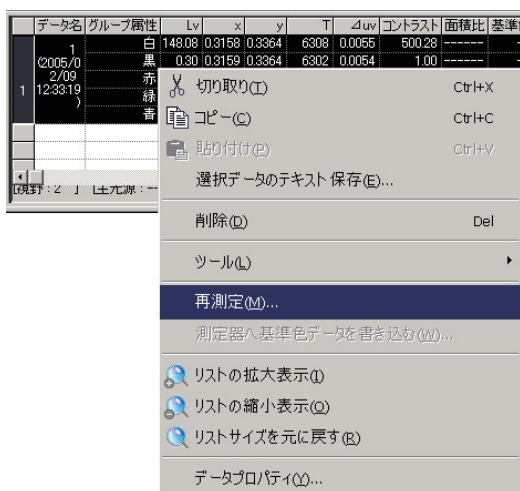 データ名 グループ属性 Lv x y T ⊿uv コントラスト 面積比 基準
1 白 148.08 0.3158 0.3364 6308 0.0055 500.28 ------
(2005/0 黒 0.30 0.3159 0.3364 6302 0.0054 1.00 ------
2/09 赤
1 12:33:19 緑
) 青
切り取り(T) Ctrl+X
コピー(C) Ctrl+C
貼り付け(P) Ctrl+V
選択データのテキスト保存(E)...
[視野:2 ] [主光源:--
削除(D) Del
ツール(L)
再測定(M)...
測定器へ基準色データを書き込む(W)...
リストの拡大表示(I)
リストの縮小表示(O)
リストサイズを元に戻す(R)
データプロパティ(Y)...